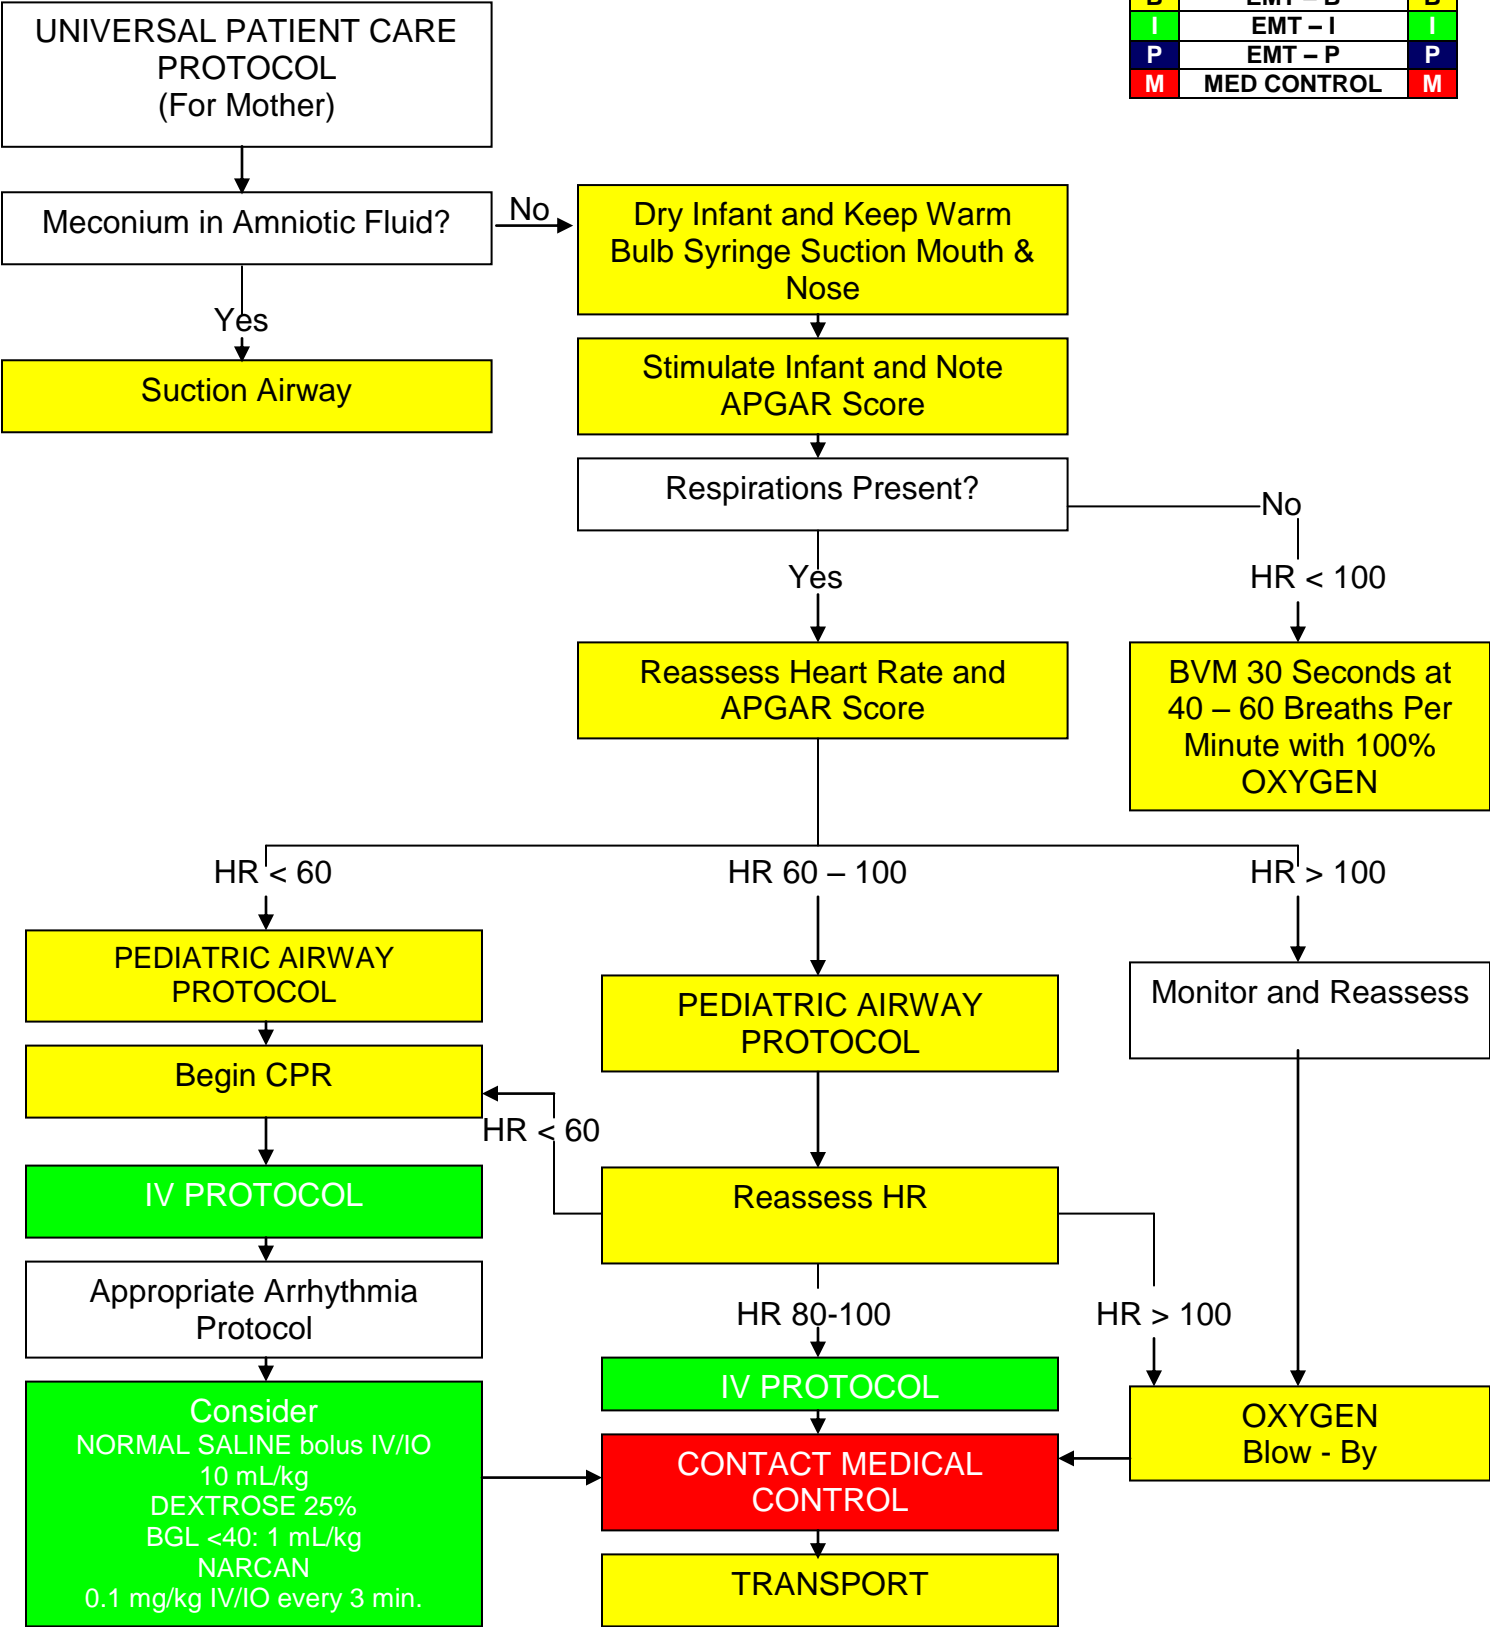 UNIVERSAL PATIENT CARE
PROTOCOL
(For Mother)
B EMT – B B
I EMT – I I
P EMT – P P
M MED CONTROL M
Meconium in Amniotic Fluid?
No
Dry Infant and Keep Warm
Bulb Syringe Suction Mouth &
Nose
Yes
Suction Airway
Stimulate Infant and Note
APGAR Score
Respirations Present?
No
Yes
HR < 100
Reassess Heart Rate and
APGAR Score
BVM 30 Seconds at
40 – 60 Breaths Per
Minute with 100%
OXYGEN
HR < 60
HR 60 – 100
HR > 100
PEDIATRIC AIRWAY
PROTOCOL
PEDIATRIC AIRWAY
PROTOCOL
Monitor and Reassess
Begin CPR
HR < 60
IV PROTOCOL
Reassess HR
Appropriate Arrhythmia
Protocol
HR 80-100
HR > 100
IV PROTOCOL
Consider
NORMAL SALINE bolus IV/IO
10 mL/kg
DEXTROSE 25%
BGL <40: 1 mL/kg
NARCAN
0.1 mg/kg IV/IO every 3 min.
CONTACT MEDICAL
CONTROL
OXYGEN
Blow - By
TRANSPORT